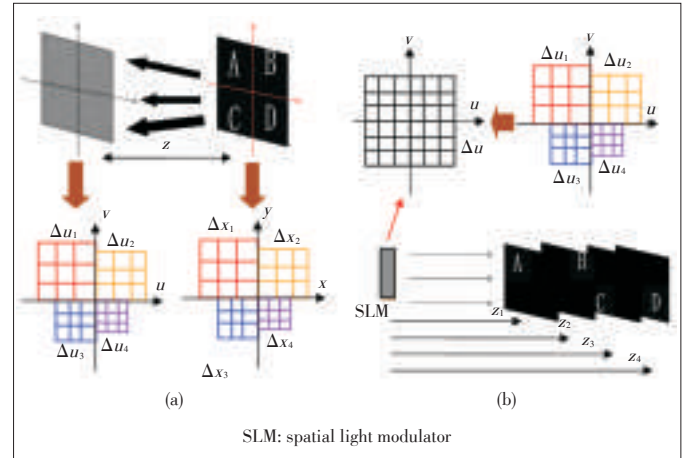 A B
C D
z
v
Δu₁
Δu₂
u
Δu₃
Δu₄
y
Δx₁
Δx₂
x
Δx₄
Δx₃
(a)
v
u
Δu
v
Δu₁
Δu₂
u
Δu₃
Δu₄
SLM
A
C
D
z₁
z₂
z₃
z₄
(b)
SLM: spatial light modulator